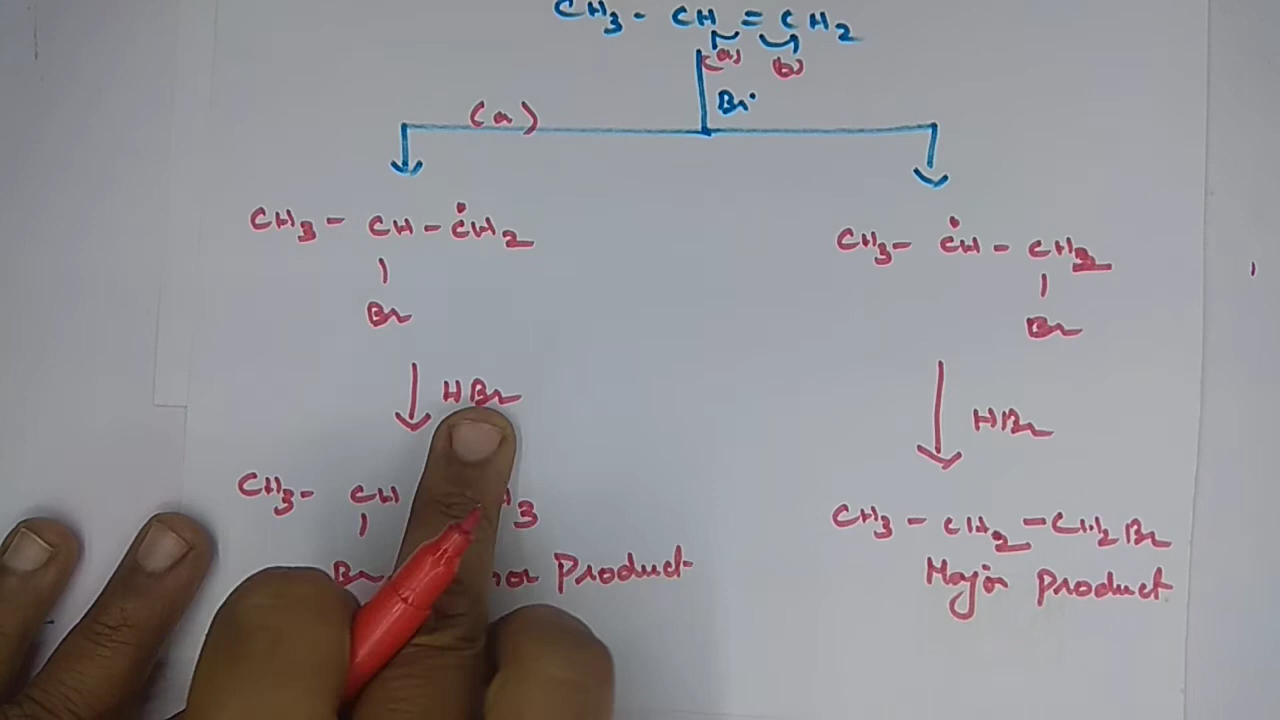 CH3 - CH = CH2
(a) (b)
Br•
(a)
CH3 - CH - ĊH2
Br
HBr
CH3 - CH
3
Br
Product
CH3 - ĊH - CH2
Br
HBr
CH3 - CH2 - CH2Br
Major Product